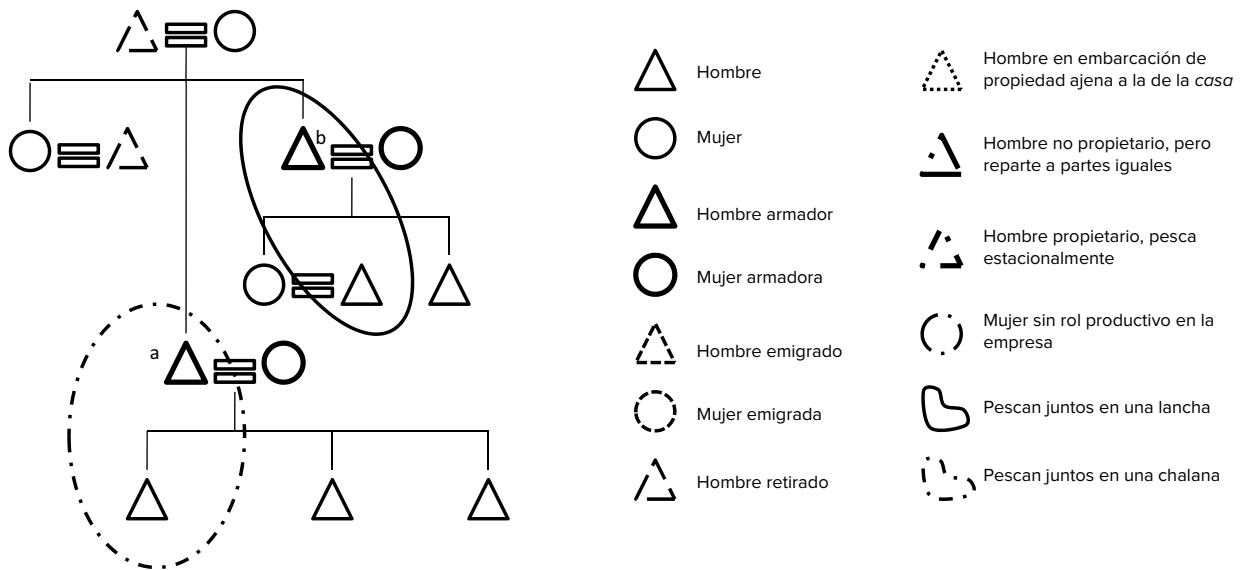 b
a
Hombre
Mujer
Hombre armador
Mujer armadora
Hombre emigrado
Mujer emigrada
Hombre retirado
Hombre en embarcación de
propiedad ajena a la de la casa
Hombre no propietario, pero
reparte a partes iguales
Hombre propietario, pesca
estacionalmente
Mujer sin rol productivo en la
empresa
Pescan juntos en una lancha
Pescan juntos en una chalana